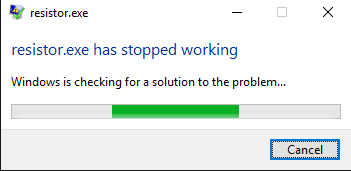 resistor.exe
resistor.exe has stopped working
Windows is checking for a solution to the problem...
Cancel